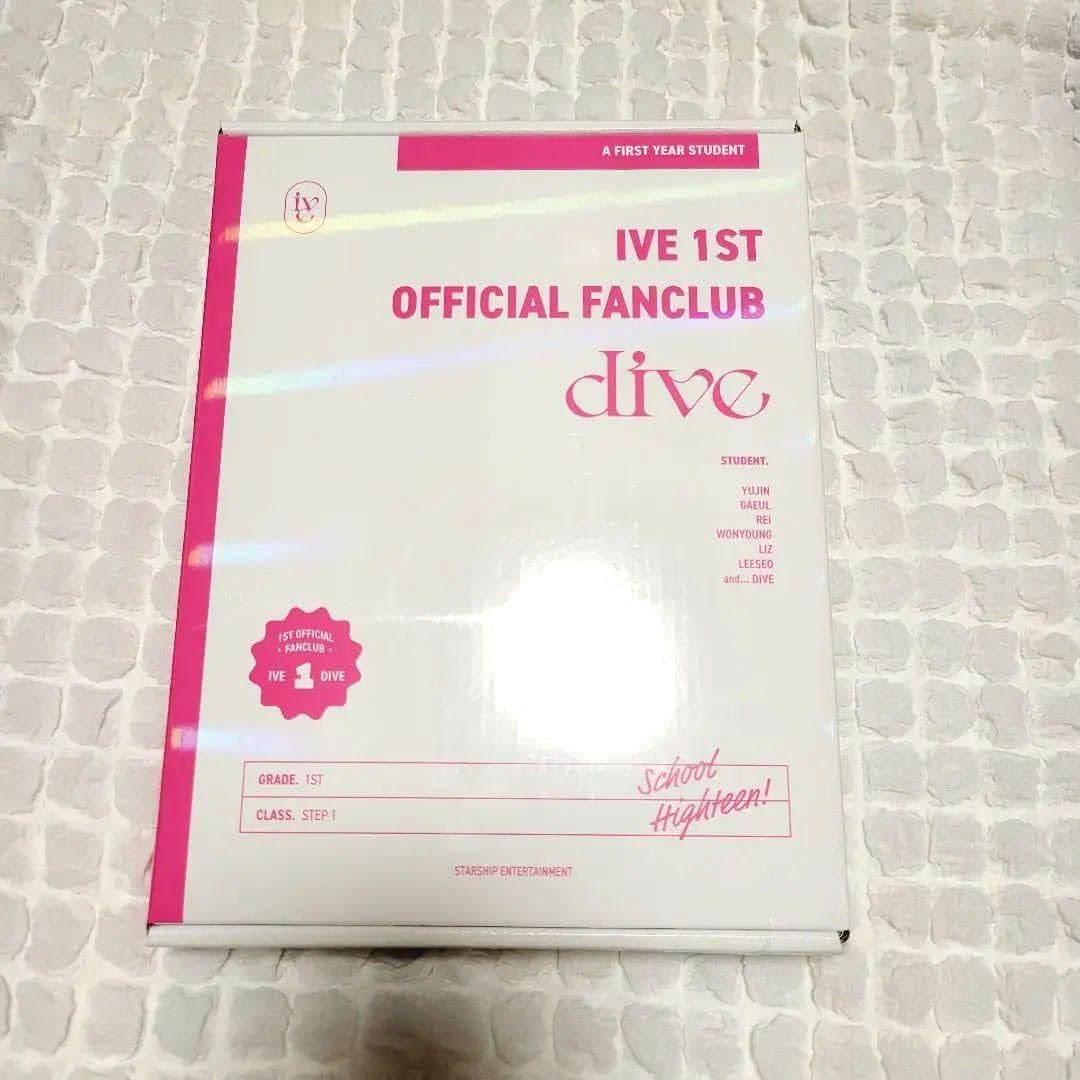 A FIRST YEAR STUDENT
ive
IVE 1ST
OFFICIAL FANCLUB
dive
STUDENT.
YUJIN
GAEUL
REI
WONYOUNG
LIZ
LEESEO
and... DIVE
1ST OFFICIAL
• FANCLUB •
IVE 1 DIVE
GRADE. 1ST
CLASS. STEP 1
School
Highteen!
STARSHIP ENTERTAINMENT